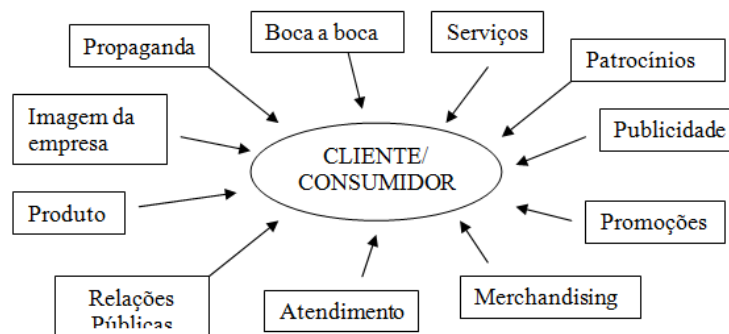 Boca a boca
Serviços
Propaganda
Patrocínios
Imagem da
empresa
Publicidade
CLIENTE/
CONSUMIDOR
Produto
Promoções
Relações
Públicas
Atendimento
Merchandising